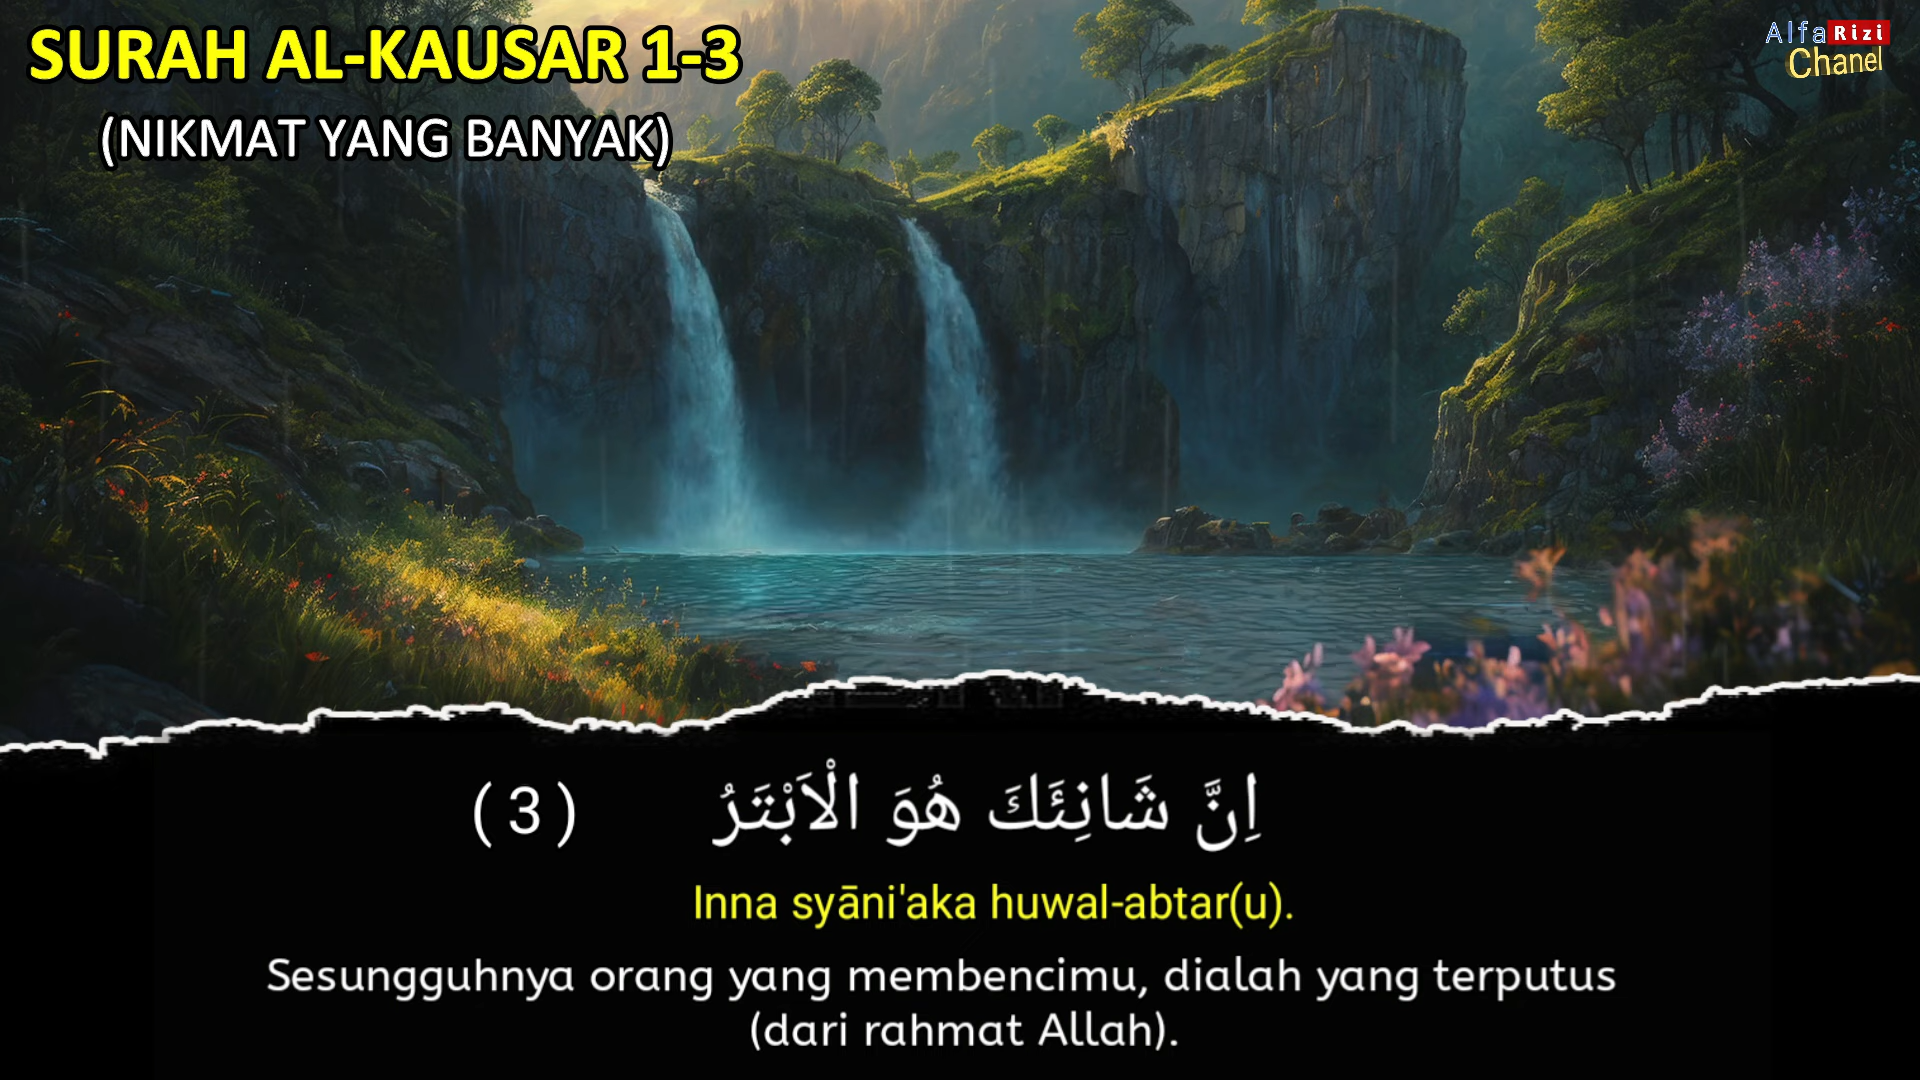 SURAH AL-KAUSAR 1-3
(NIKMAT YANG BANYAK)
Alfa Rizi
Chanel
اِنَّ شَانِئَكَ هُوَ الْاَبْتَرُ (3)
Inna syāni'aka huwal-abtar(u).
Sesungguhnya orang yang membencimu, dialah yang terputus
(dari rahmat Allah).